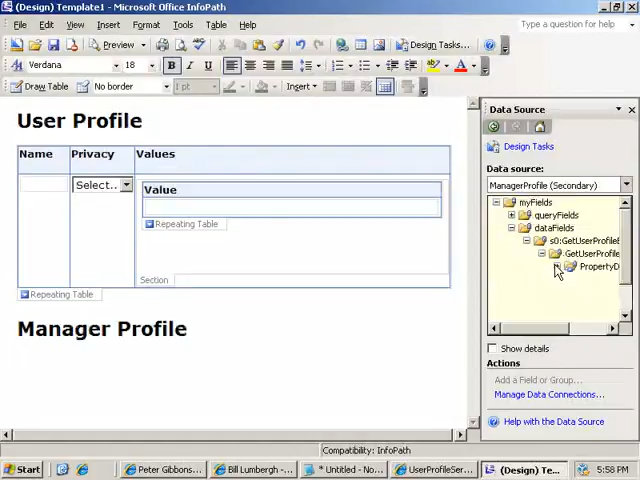 (Design) Template1 - Microsoft Office InfoPath
File Edit View Insert Format Tools Table Help
Type a question for help
Preview
Design Tasks...
Verdana 18 B I U A
Draw Table No border 1 pt Insert
User Profile
Name Privacy Values
Select..
Value
Repeating Table
Section
Repeating Table
Manager Profile
Data Source
Design Tasks
Data source:
ManagerProfile (Secondary)
myFields
queryFields
dataFields
s0:GetUserProfileB
:GetUserProfile
PropertyD
Show details
Actions
Add a Field or Group...
Manage Data Connections...
Help with the Data Source
Compatibility: InfoPath
Start
Peter Gibbons...
Bill Lumbergh -...
* Untitled - No...
UserProfileSer...
(Design) Te...
5:58 PM